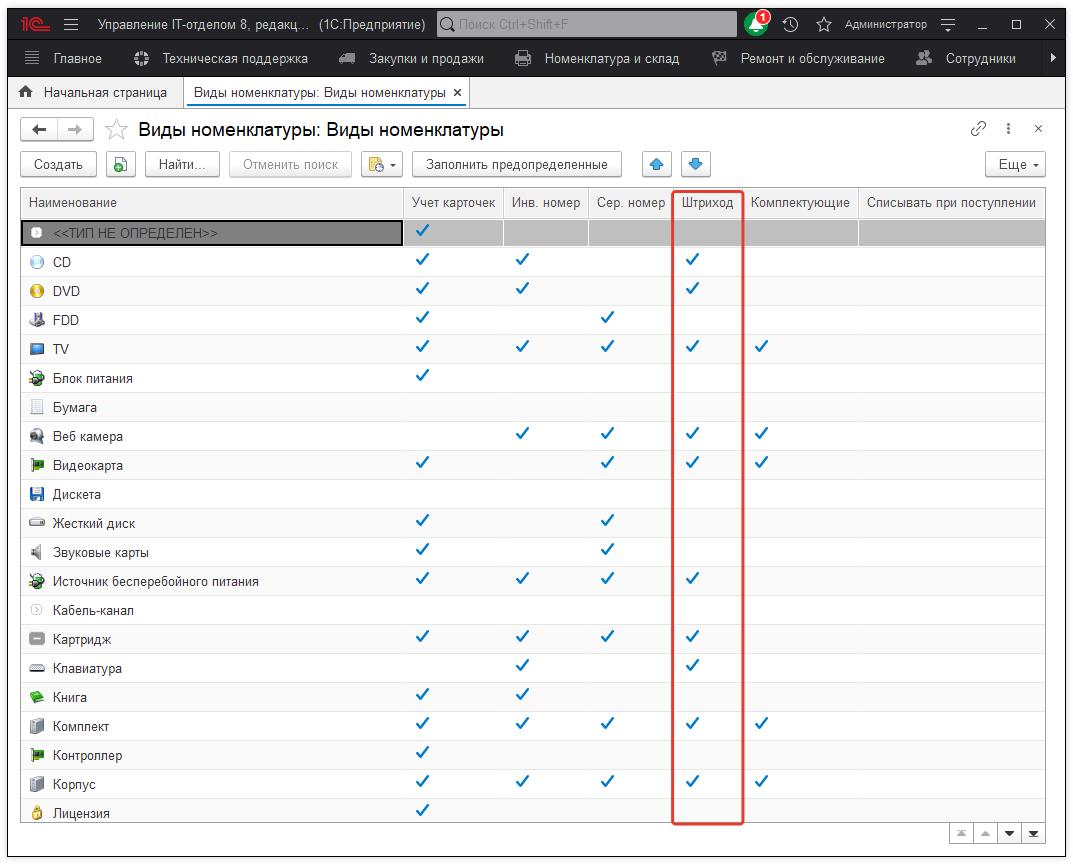 1С Управление IT-отделом 8, редакц... (1С:Предприятие) Поиск Ctrl+Shift+F 1 Администратор
Главное Техническая поддержка Закупки и продажи Номенклатура и склад Ремонт и обслуживание Сотрудники
Начальная страница Виды номенклатуры: Виды номенклатуры
Виды номенклатуры: Виды номенклатуры
Создать Найти... Отменить поиск Заполнить предопределенные Еще
Наименование Учет карточек Инв. номер Сер. номер Штриход Комплектующие Списывать при поступлении
<<ТИП НЕ ОПРЕДЕЛЕН>>
CD
DVD
FDD
TV
Блок питания
Бумага
Веб камера
Видеокарта
Дискета
Жесткий диск
Звуковые карты
Источник бесперебойного питания
Кабель-канал
Картридж
Клавиатура
Книга
Комплект
Контроллер
Корпус
Лицензия